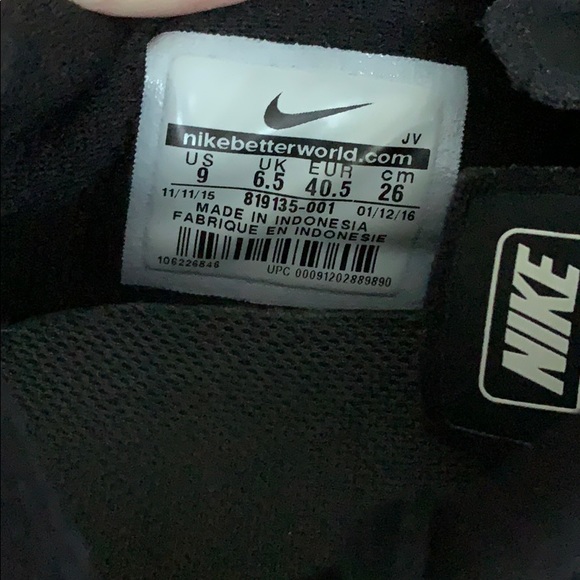 JV
nikebetterworld.com
US UK EUR cm
9 6.5 40.5 26
11/11/15 819135-001 01/12/16
MADE IN INDONESIA
FABRIQUE EN INDONESIE
106226846
UPC 00091202889890
NIKE